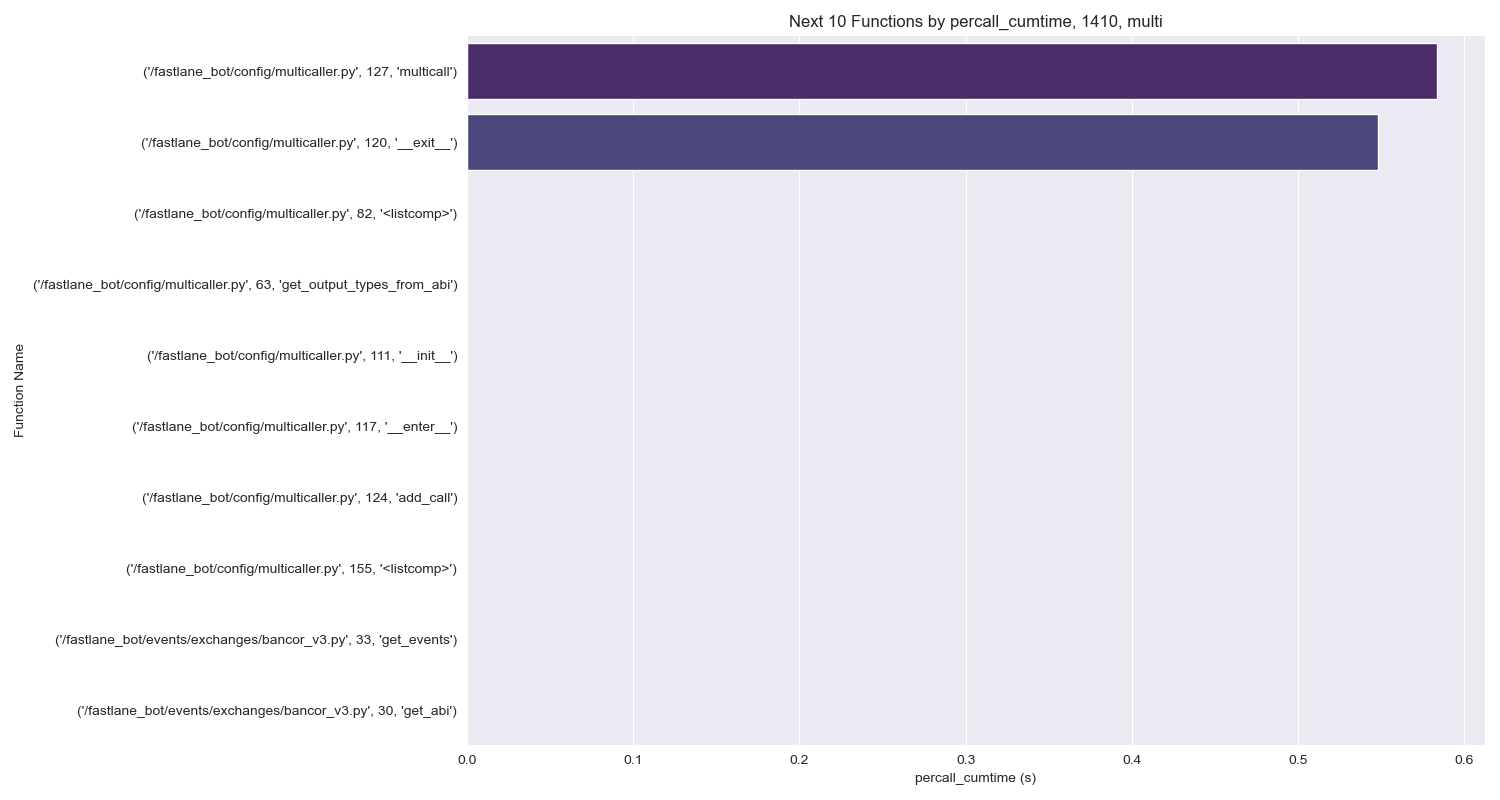 Next 10 Functions by percall_cumtime, 1410, multi
('/fastlane_bot/config/multicaller.py', 127, 'multicall')
('/fastlane_bot/config/multicaller.py', 120, '__exit__')
('/fastlane_bot/config/multicaller.py', 82, '<listcomp>')
('/fastlane_bot/config/multicaller.py', 63, 'get_output_types_from_abi')
('/fastlane_bot/config/multicaller.py', 111, '__init__')
('/fastlane_bot/config/multicaller.py', 117, '__enter__')
('/fastlane_bot/config/multicaller.py', 124, 'add_call')
('/fastlane_bot/config/multicaller.py', 155, '<listcomp>')
('/fastlane_bot/events/exchanges/bancor_v3.py', 33, 'get_events')
('/fastlane_bot/events/exchanges/bancor_v3.py', 30, 'get_abi')
Function Name
0.0 0.1 0.2 0.3 0.4 0.5 0.6
percall_cumtime (s)